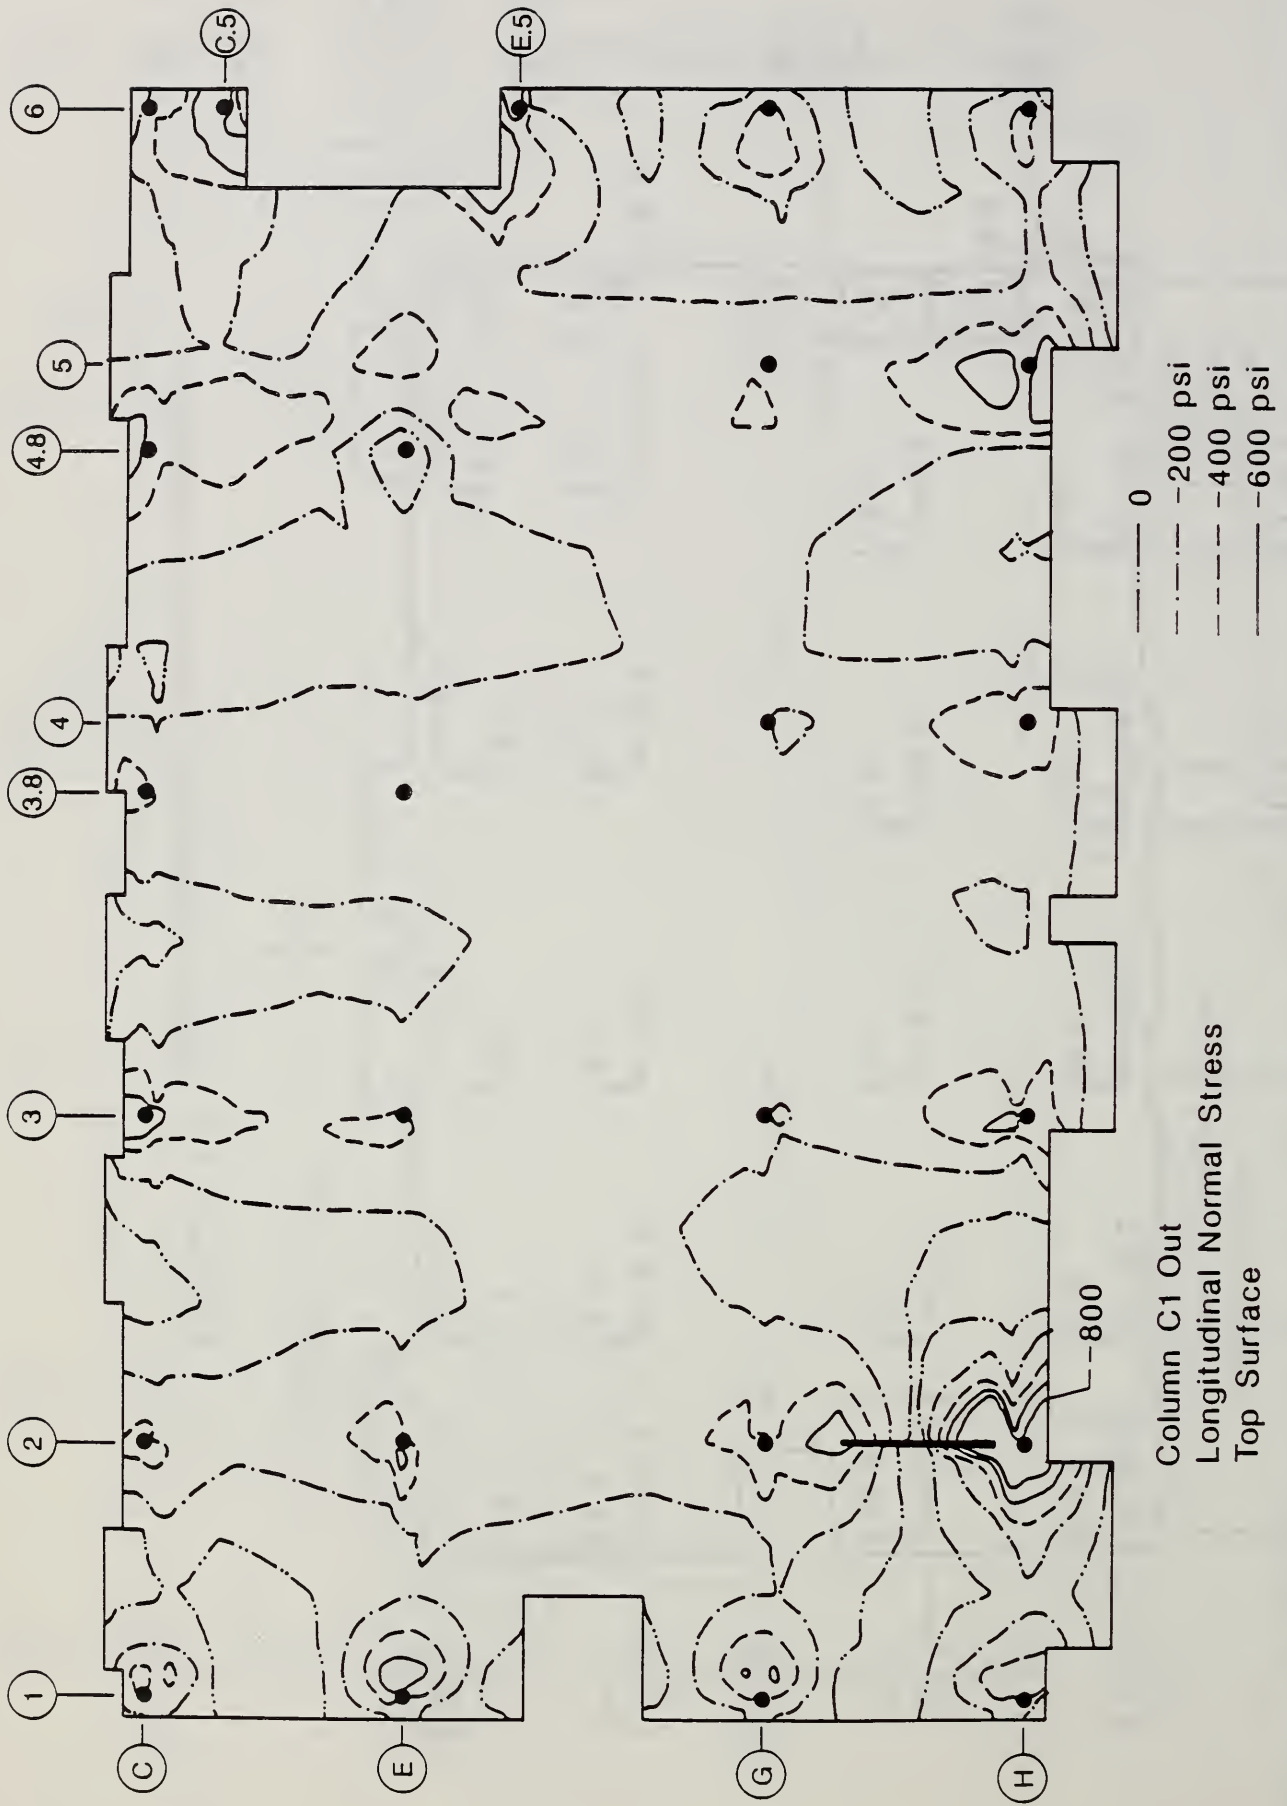 6
5
4.8
4
3.8
3
2
1
C.5
E.5
C
E
G
H
-800
0
-200 psi
-400 psi
-600 psi
Column C1 Out
Longitudinal Normal Stress
Top Surface